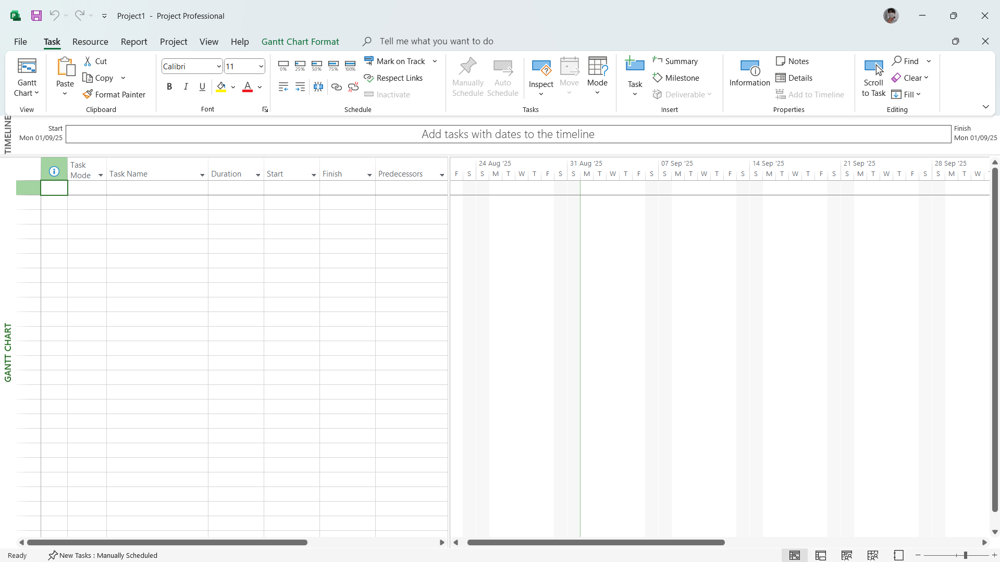 Project1 - Project Professional
File Task Resource Report Project View Help Gantt Chart Format Tell me what you want to do
Gantt Chart
View
Paste
Cut
Copy
Format Painter
Clipboard
Calibri 11
B I U A
Font
0% 25% 50% 75% 100%
Mark on Track
Respect Links
Inactivate
Schedule
Manually Schedule
Auto Schedule
Inspect
Move
Mode
Tasks
Task
Summary
Milestone
Deliverable
Insert
Information
Notes
Details
Add to Timeline
Properties
Scroll to Task
Find
Clear
Fill
Editing
TIMELINE
Start
Mon 01/09/25
Add tasks with dates to the timeline
Finish
Mon 01/09/25
Task Mode
Task Name
Duration
Start
Finish
Predecessors
24 Aug '25 31 Aug '25 07 Sep '25 14 Sep '25 21 Sep '25 28 Sep '25
F S S M T W T F S S M T W T F S S M T W T F S S M T W T F S S M T W T F S S M T W
GANTT CHART
Ready
New Tasks : Manually Scheduled